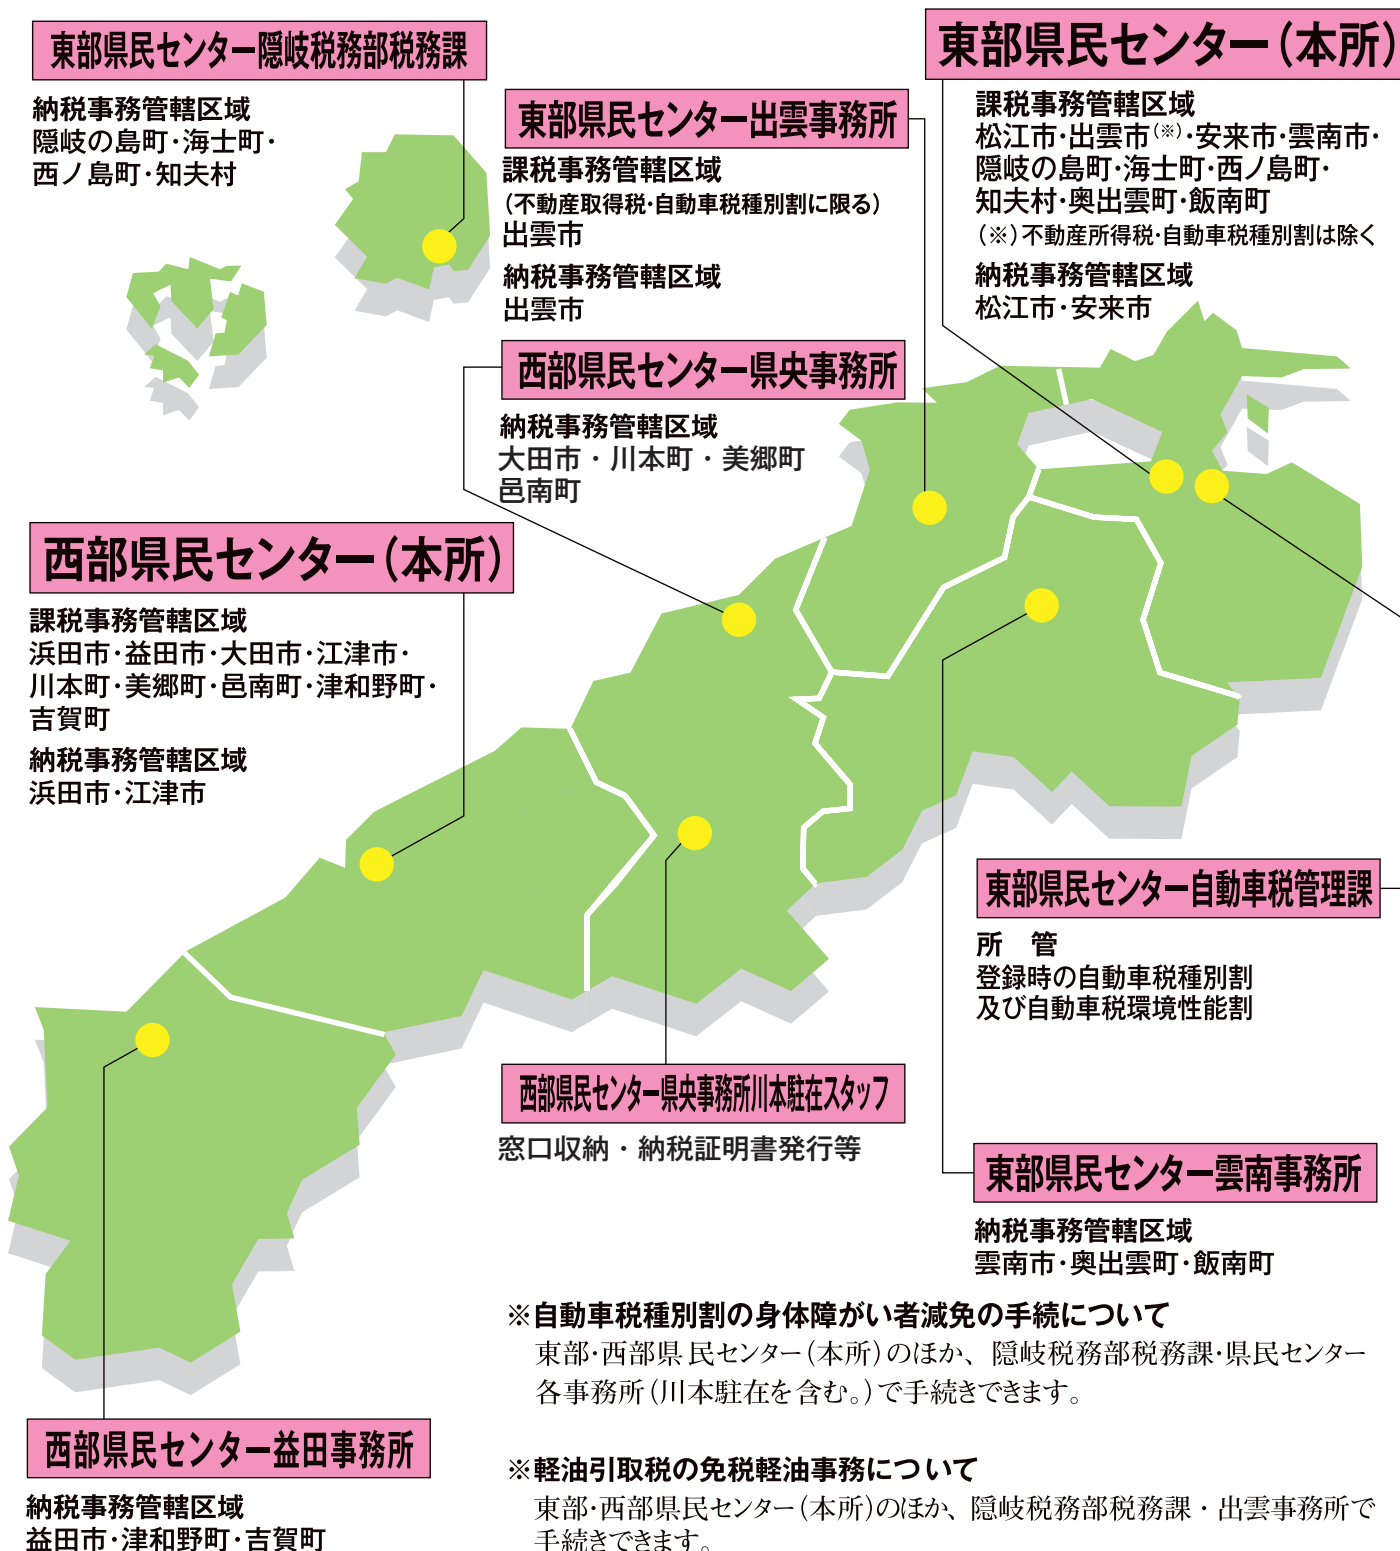 東部県民センター隠岐税務部税務課
納税事務管轄区域
隠岐の島町・海士町・
西ノ島町・知夫村
東部県民センター出雲事務所
課税事務管轄区域
（不動産取得税・自動車税種別割に限る）
出雲市
納税事務管轄区域
出雲市
東部県民センター（本所）
課税事務管轄区域
松江市・出雲市（※）・安来市・雲南市・
隠岐の島町・海士町・西ノ島町・
知夫村・奥出雲町・飯南町
（※）不動産所得税・自動車税種別割は除く
納税事務管轄区域
松江市・安来市
西部県民センター県央事務所
納税事務管轄区域
大田市・川本町・美郷町
邑南町
西部県民センター（本所）
課税事務管轄区域
浜田市・益田市・大田市・江津市・
川本町・美郷町・邑南町・津和野町・
吉賀町
納税事務管轄区域
浜田市・江津市
東部県民センター自動車税管理課
所　管
登録時の自動車税種別割
及び自動車税環境性能割
西部県民センター県央事務所川本駐在スタッフ
窓口収納・納税証明書発行等
東部県民センター雲南事務所
納税事務管轄区域
雲南市・奥出雲町・飯南町
西部県民センター益田事務所
納税事務管轄区域
益田市・津和野町・吉賀町
※自動車税種別割の身体障がい者減免の手続について
東部・西部県民センター（本所）のほか、隠岐税務部税務課・県民センター
各事務所（川本駐在を含む。）で手続きできます。
※軽油引取税の免税軽油事務について
東部・西部県民センター（本所）のほか、隠岐税務部税務課・出雲事務所で
手続きできます。